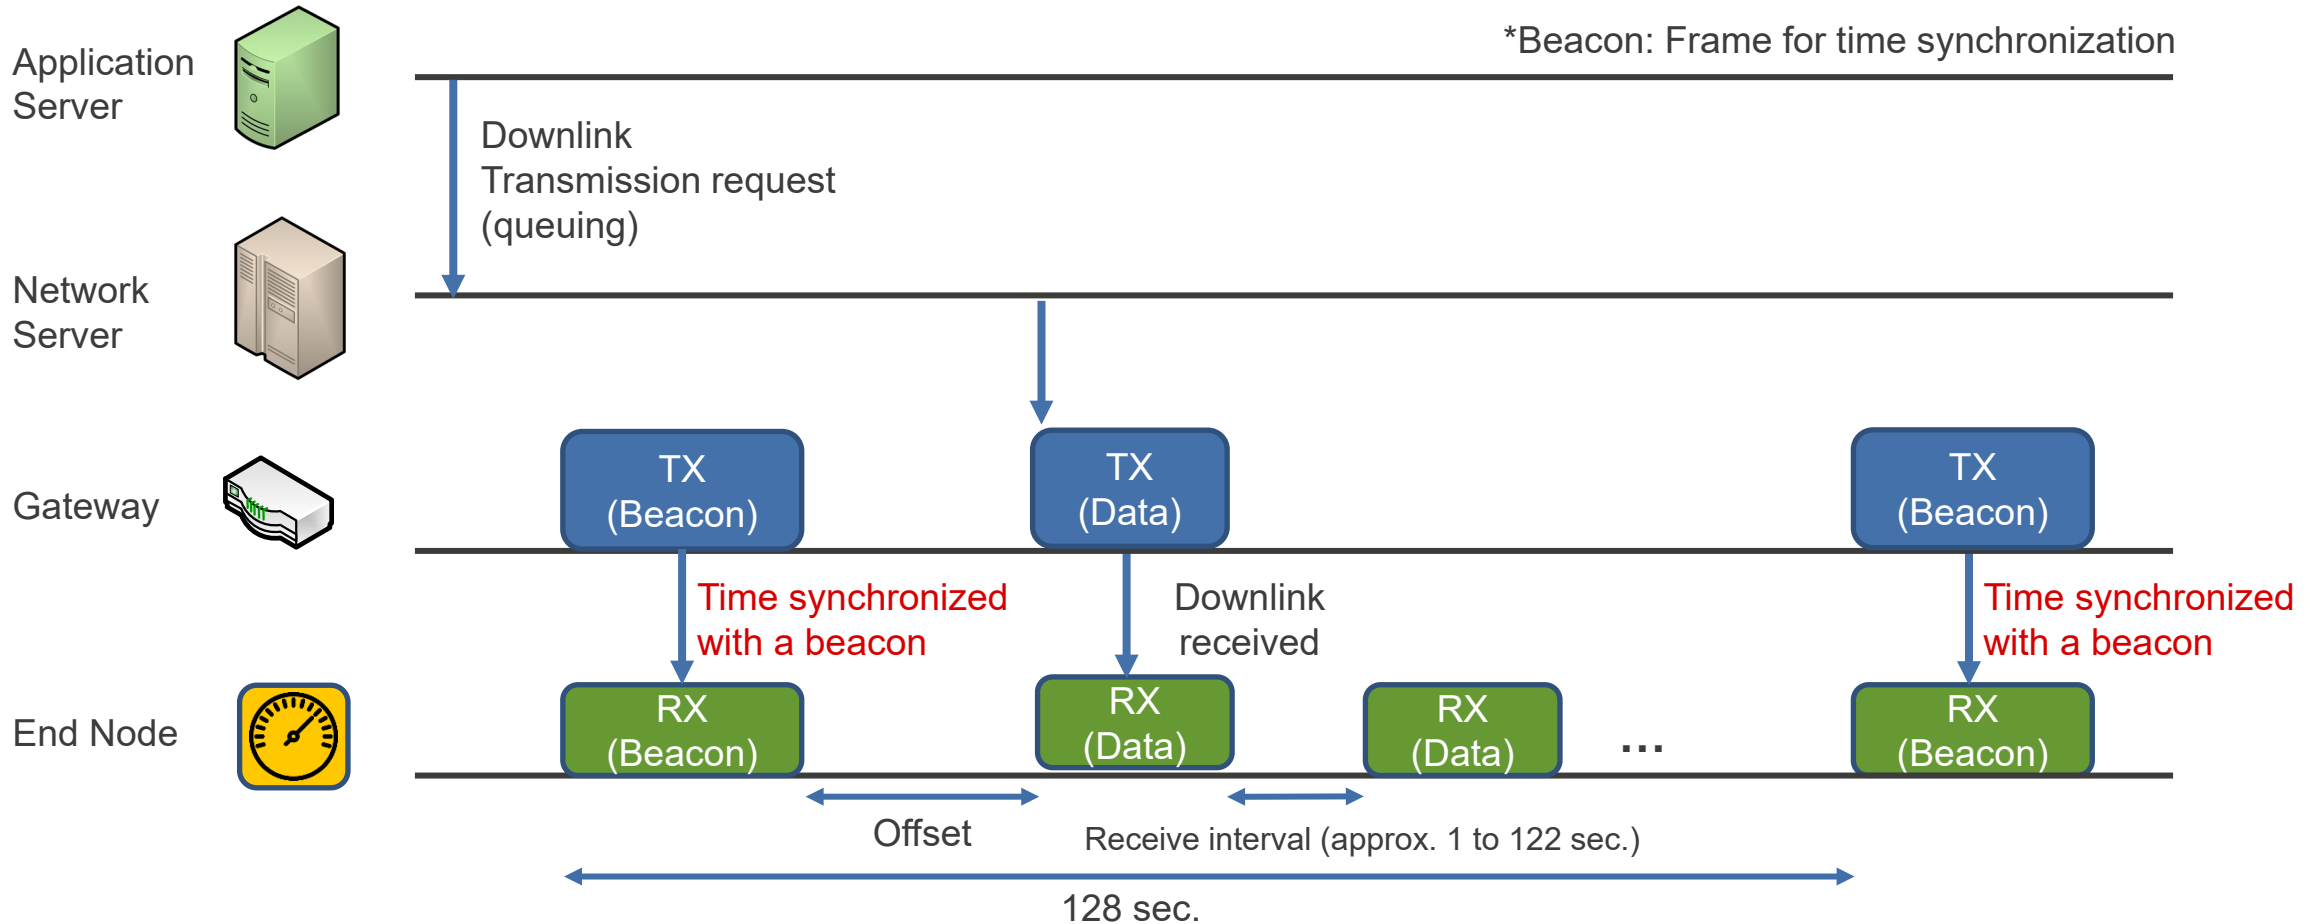 *Beacon: Frame for time synchronization
Application
Server
Downlink
Transmission request
(queuing)
Network
Server
Gateway
TX
(Beacon)
TX
(Data)
TX
(Beacon)
Time synchronized
with a beacon
Downlink
received
Time synchronized
with a beacon
End Node
RX
(Beacon)
RX
(Data)
RX
(Data)
...
RX
(Beacon)
Offset
Receive interval (approx. 1 to 122 sec.)
128 sec.